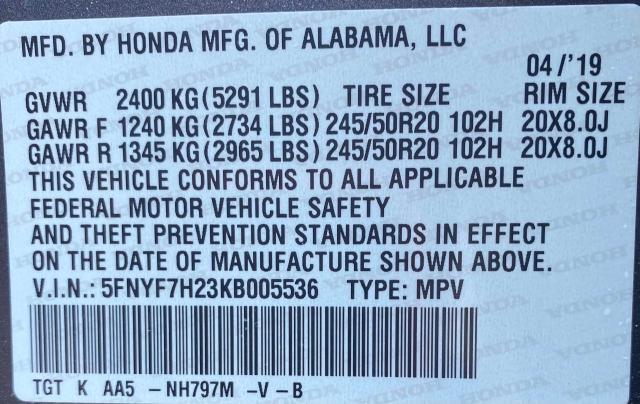 MFD. BY HONDA MFG. OF ALABAMA, LLC
04/'19
GVWR 2400 KG(5291 LBS) TIRE SIZE RIM SIZE
GAWR F 1240 KG(2734 LBS) 245/50R20 102H 20X8.0J
GAWR R 1345 KG(2965 LBS) 245/50R20 102H 20X8.0J
THIS VEHICLE CONFORMS TO ALL APPLICABLE
FEDERAL MOTOR VEHICLE SAFETY
AND THEFT PREVENTION STANDARDS IN EFFECT
ON THE DATE OF MANUFACTURE SHOWN ABOVE.
V.I.N.: 5FNYF7H23KB005536 TYPE: MPV
TGT K AA5 - NH797M - V - B